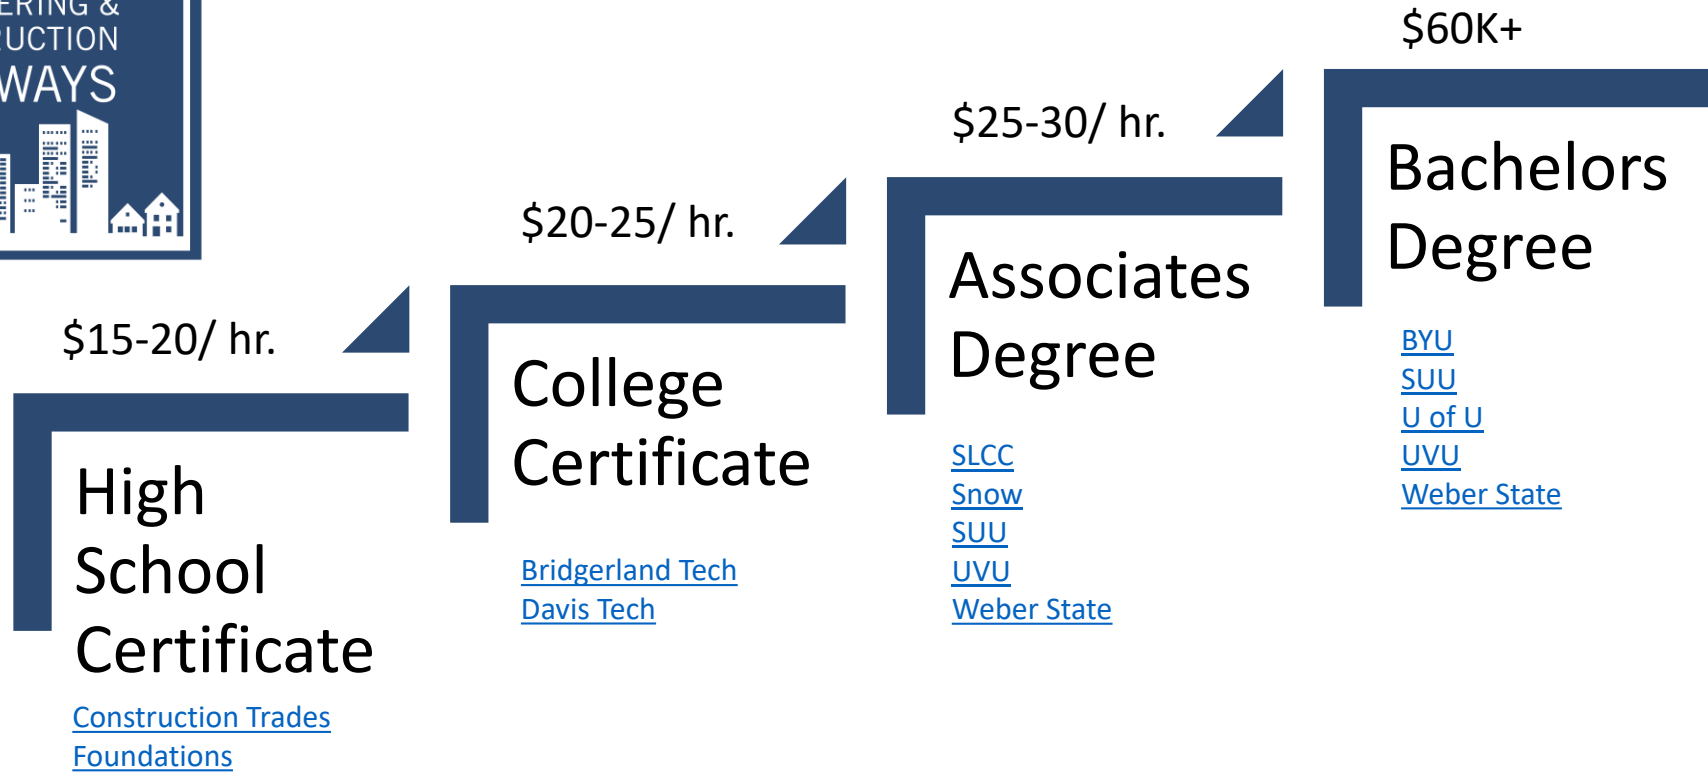 &
WAYS
$15-20/ hr.
High
School
Certificate
Construction Trades
Foundations
$20-25/ hr.
College
Certificate
Bridgerland Tech
Davis Tech
$25-30/ hr.
Associates
Degree
SLCC
Snow
SUU
UVU
Weber State
$60K+
Bachelors
Degree
BYU
SUU
U of U
UVU
Weber State